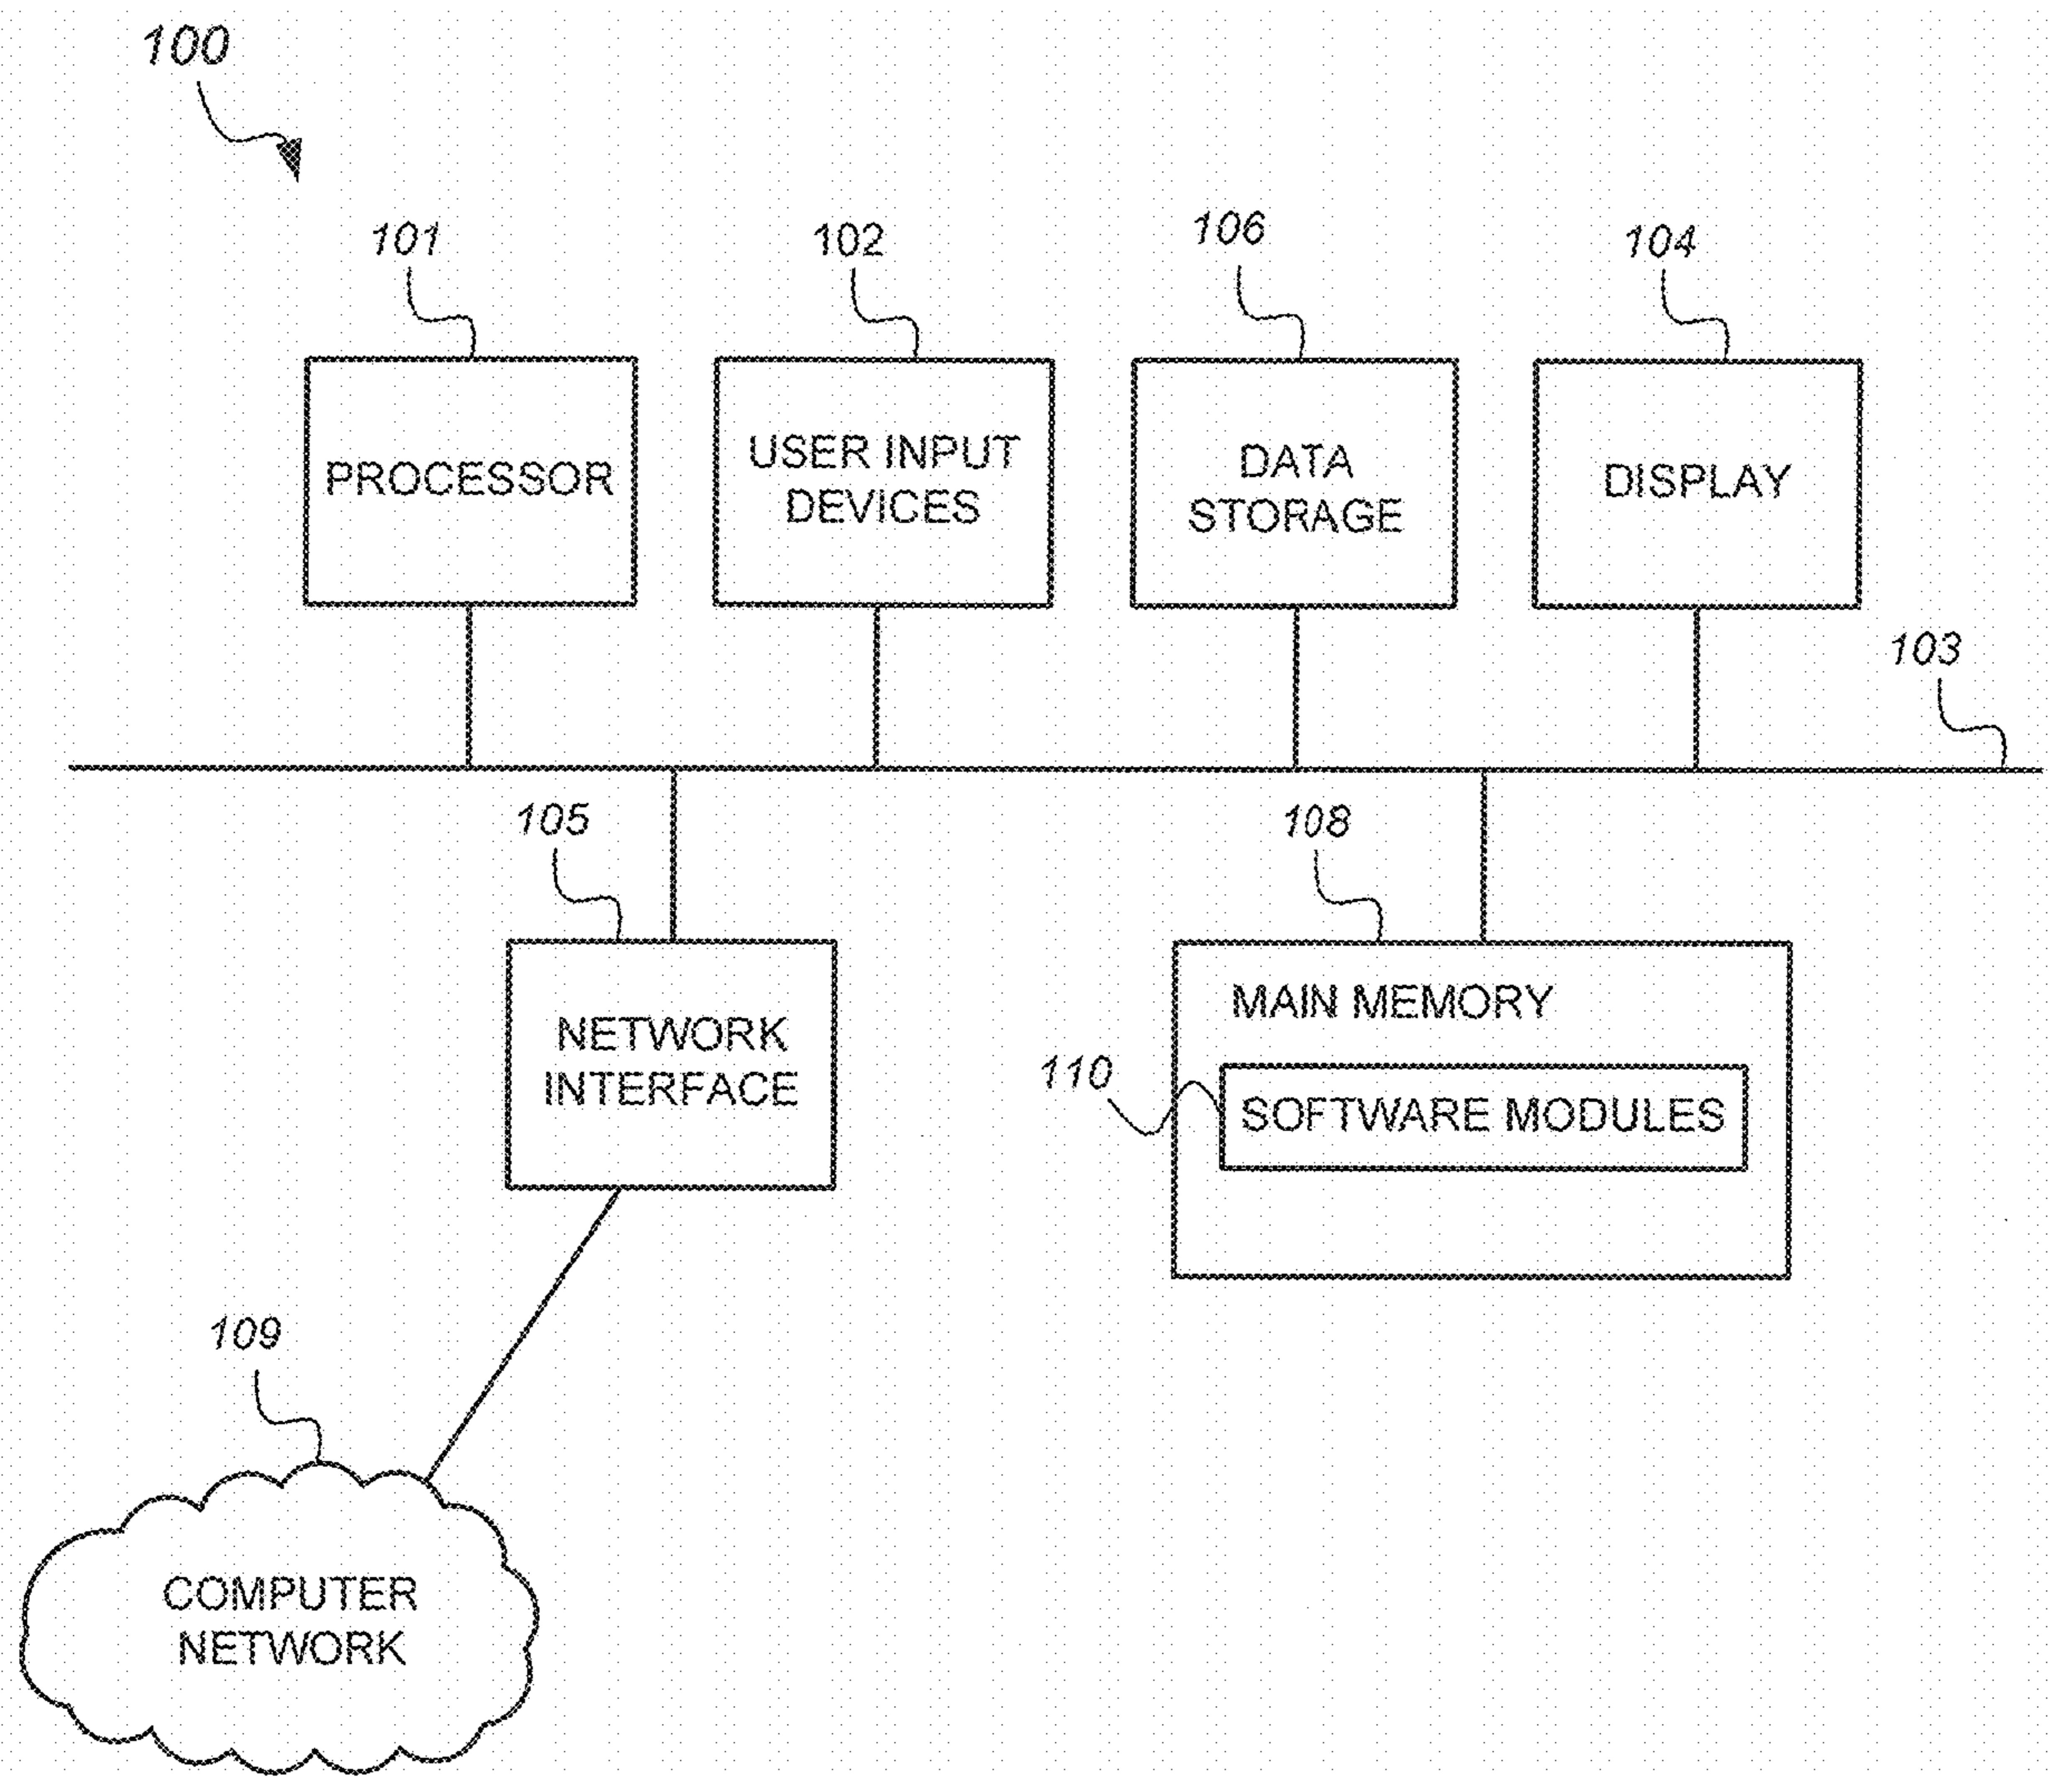 100
101
102
106
104
PROCESSOR
USER INPUT
DEVICES
DATA
STORAGE
DISPLAY
103
105
108
NETWORK
INTERFACE
MAIN MEMORY
110
SOFTWARE MODULES
109
COMPUTER
NETWORK